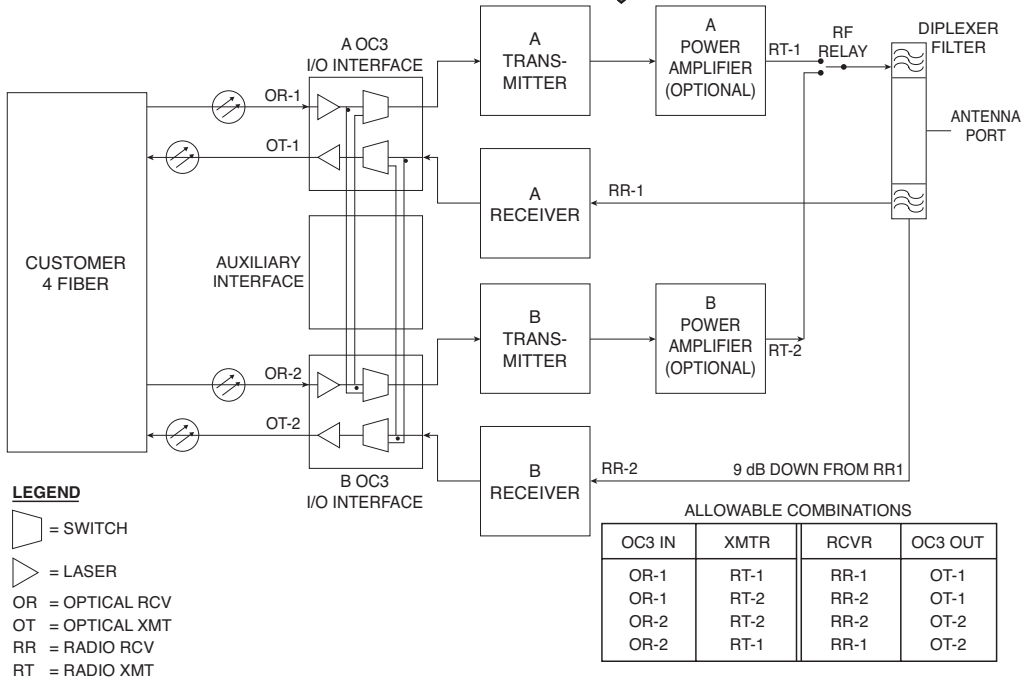 A OC3
I/O INTERFACE
A
TRANS-
MITTER
A
POWER
AMPLIFIER
(OPTIONAL)
RT-1
RF
RELAY
DIPLEXER
FILTER
OR-1
OT-1
ANTENNA
PORT
A
RECEIVER
RR-1
CUSTOMER
4 FIBER
AUXILIARY
INTERFACE
B
TRANS-
MITTER
B
POWER
AMPLIFIER
(OPTIONAL)
RT-2
OR-2
OT-2
B OC3
I/O INTERFACE
B
RECEIVER
RR-2
9 dB DOWN FROM RR1
LEGEND
= SWITCH
= LASER
OR = OPTICAL RCV
OT = OPTICAL XMT
RR = RADIO RCV
RT = RADIO XMT
ALLOWABLE COMBINATIONS
OC3 IN XMTR RCVR OC3 OUT
OR-1 RT-1 RR-1 OT-1
OR-1 RT-2 RR-2 OT-1
OR-2 RT-2 RR-2 OT-2
OR-2 RT-1 RR-1 OT-2